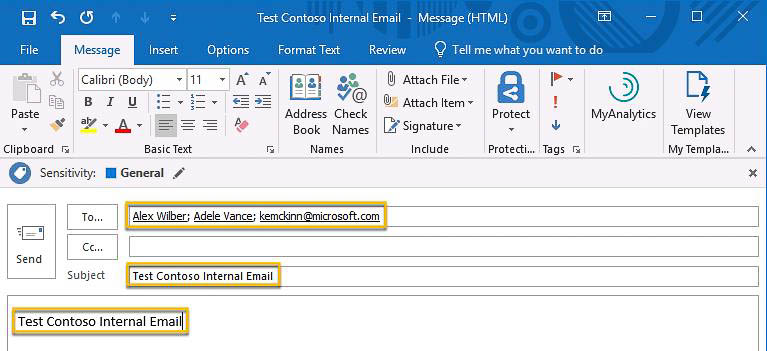 Test Contoso Internal Email - Message (HTML)
File Message Insert Options Format Text Review Tell me what you want to do
Calibri (Body) 11
Paste
B I U
A
Address Book
Check Names
Attach File
Attach Item
Signature
Protect
MyAnalytics
View Templates
Clipboard Basic Text Names Include Protecti... Tags My Templa...
Sensitivity: General
To... Alex Wilber; Adele Vance; kemckinn@microsoft.com
Cc...
Send
Subject Test Contoso Internal Email
Test Contoso Internal Email